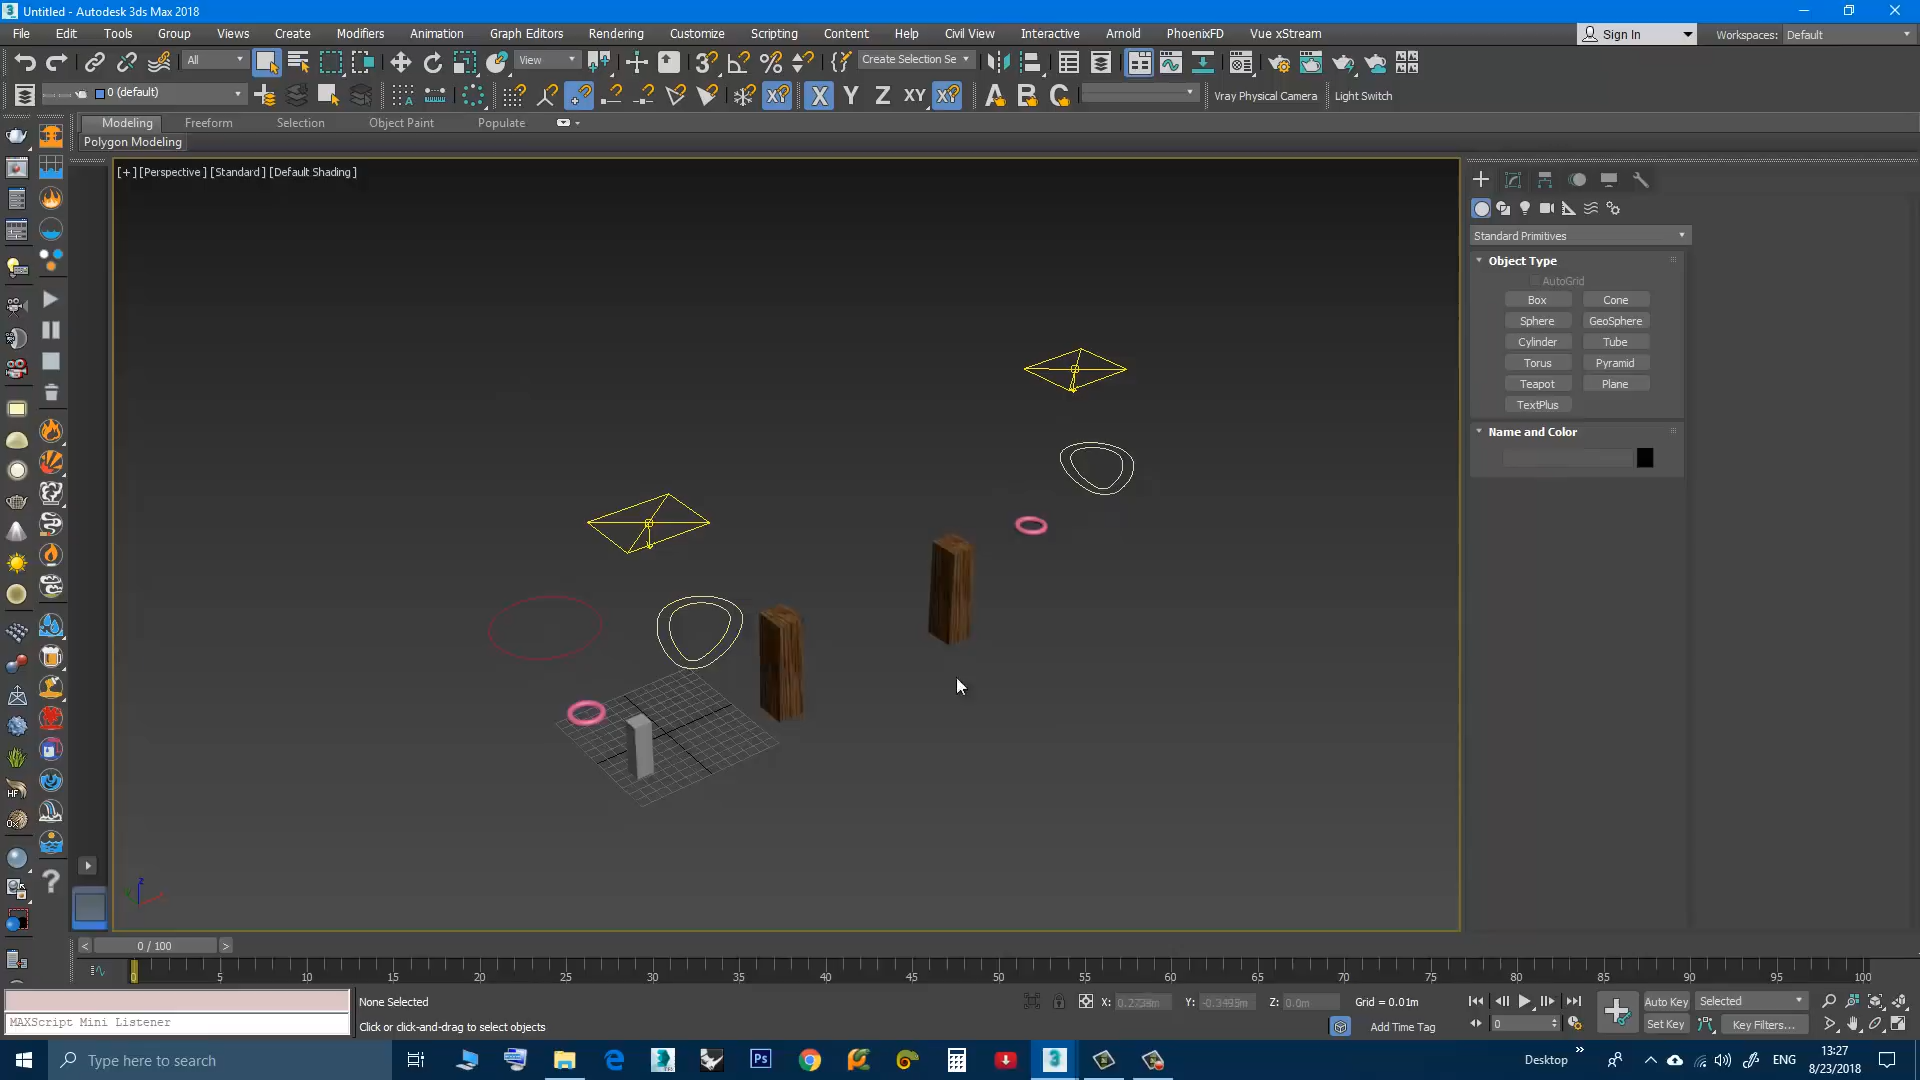 Untitled - Autodesk 3ds Max 2018
File Edit Tools Group Views Create Modifiers Animation Graph Editors Rendering Customize Scripting Content Help Civil View Interactive Arnold PhoenixFD Vue xStream
Sign In
Workspaces: Default
All
View
Create Selection Se
0 (default)
X Y Z XY
Vray Physical Camera
Light Switch
Modeling Freeform Selection Object Paint Populate
Polygon Modeling
[+] [Perspective ] [Standard ] [Default Shading ]
Standard Primitives
Object Type
AutoGrid
Box Cone
Sphere GeoSphere
Cylinder Tube
Torus Pyramid
Teapot Plane
TextPlus
Name and Color
0 / 100
0 5 10 15 20 25 30 35 40 45 50 55 60 65 70 75 80 85 90 95 100
None Selected
X: 0.2738m Y: -0.3495m Z: 0.0m Grid = 0.01m
Auto Key Selected
MAXScript Mini Listener
Click or click-and-drag to select objects
Add Time Tag
0
Set Key Key Filters...
Type here to search
Desktop
ENG
13:27
8/23/2018